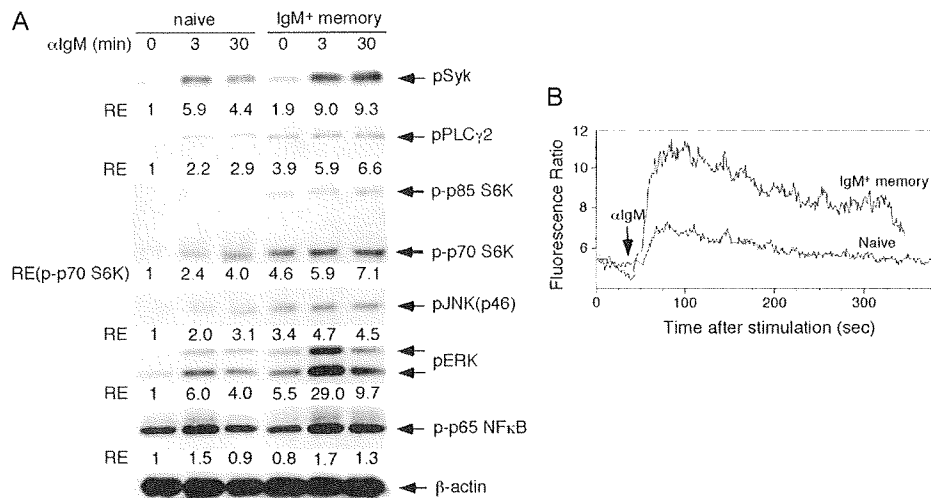 A
naive IgM⁺ memory
αIgM (min) 0 3 30 0 3 30
pSyk
RE 1 5.9 4.4 1.9 9.0 9.3
pPLCγ2
RE 1 2.2 2.9 3.9 5.9 6.6
p-p85 S6K
p-p70 S6K
RE(p-p70 S6K) 1 2.4 4.0 4.6 5.9 7.1
pJNK(p46)
RE 1 2.0 3.1 3.4 4.7 4.5
pERK
RE 1 6.0 4.0 5.5 29.0 9.7
p-p65 NFκB
RE 1 1.5 0.9 0.8 1.7 1.3
β-actin
B
Fluorescence Ratio
12
10
8
6
αIgM
IgM⁺ memory
Naive
0 100 200 300
Time after stimulation (sec)